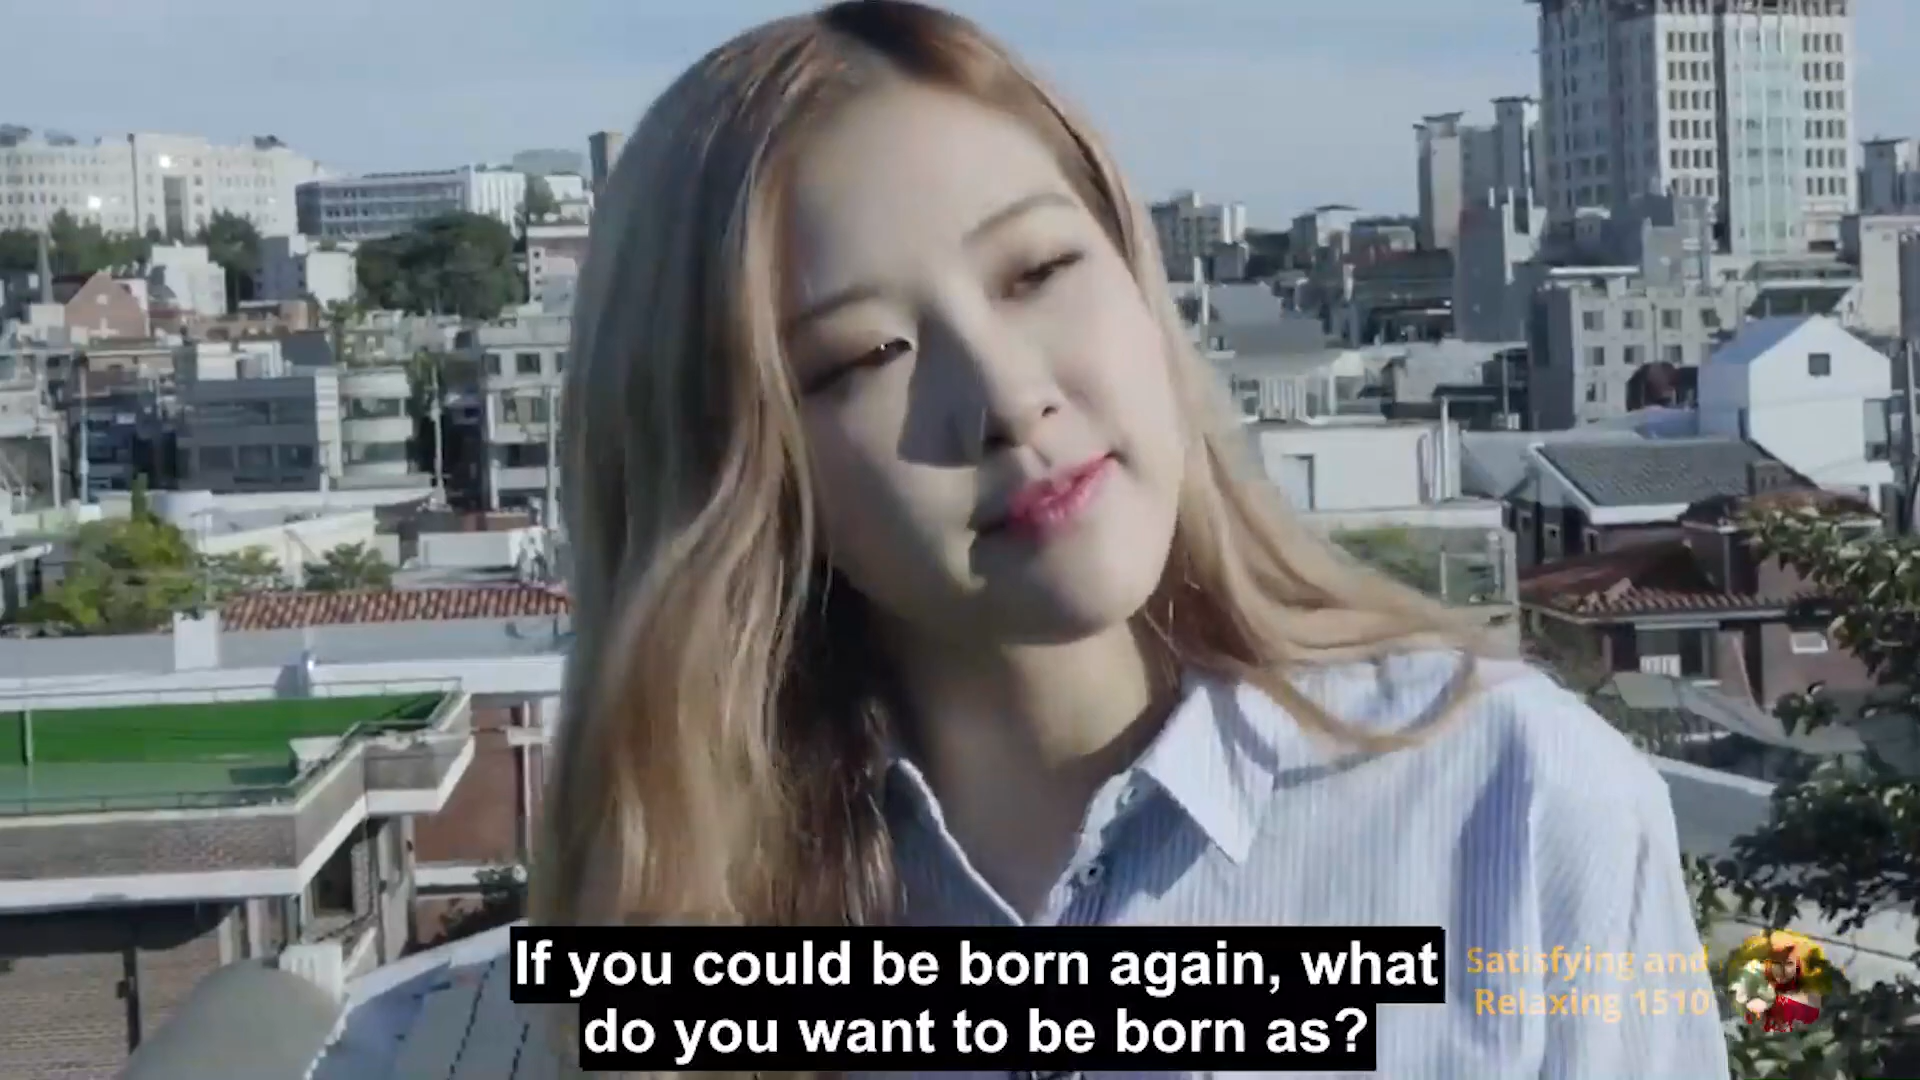 If you could be born again, what
do you want to be born as?
Satisfying and
Relaxing 1510